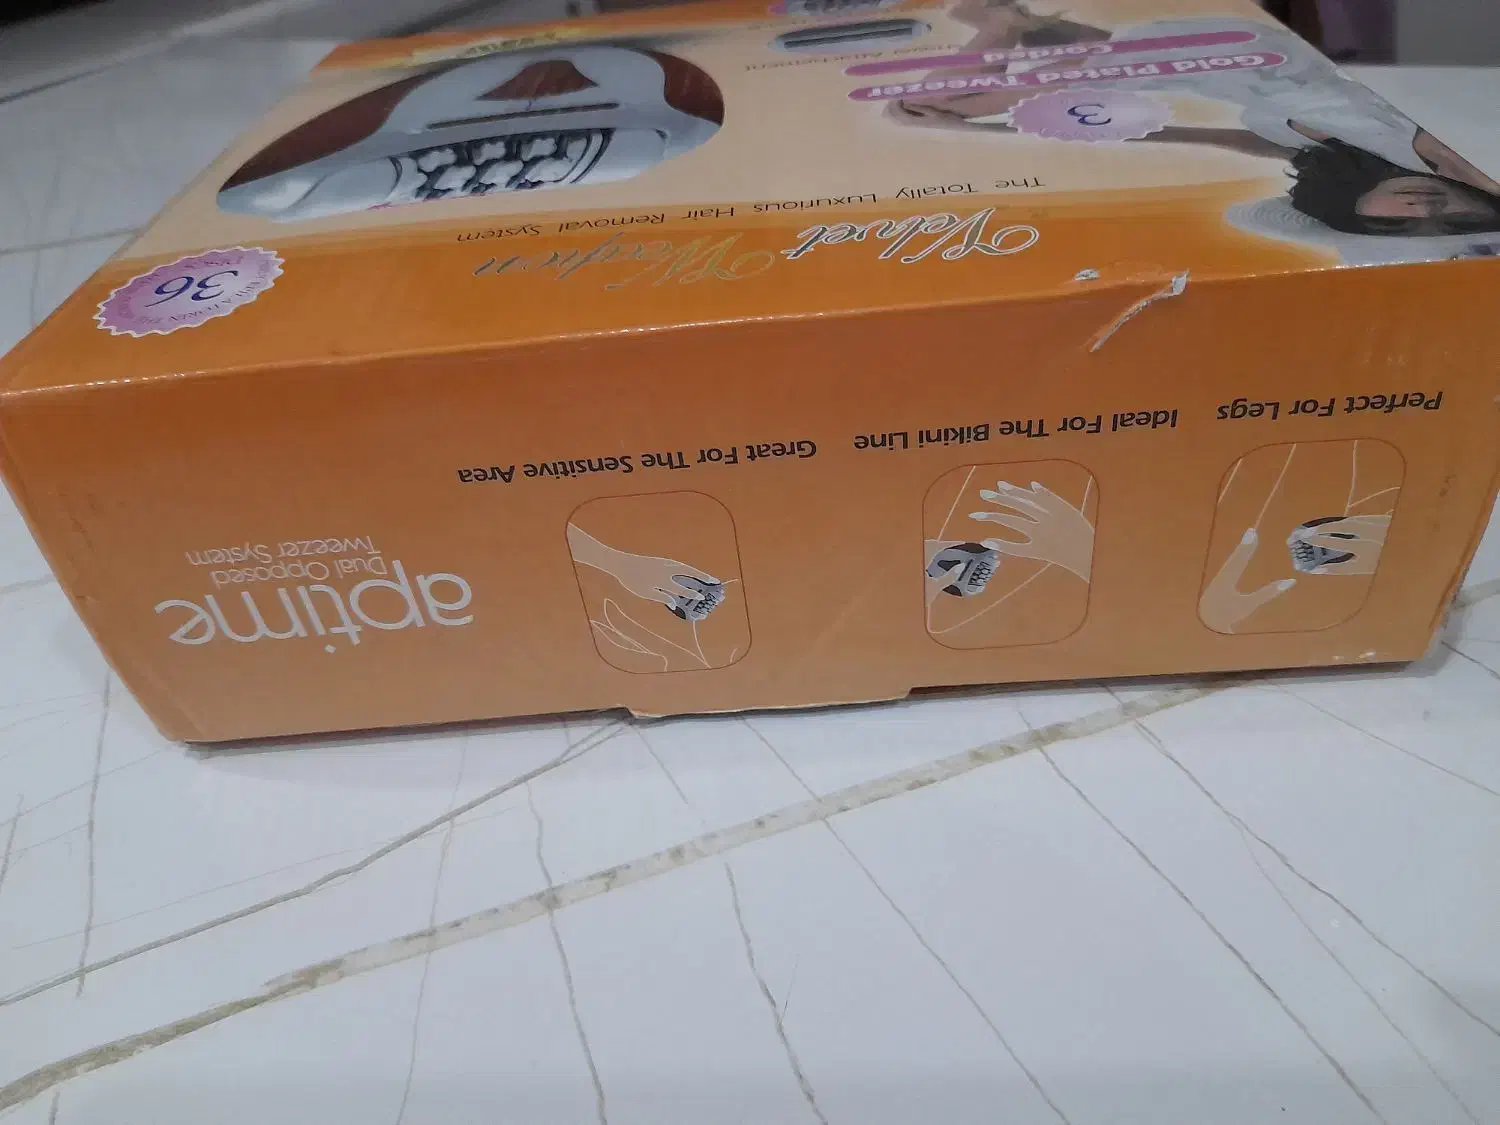 Corded
Gold Plated Tweezer
3
The Totally Luxurious Hair Removal System
Velvet
36
Perfect For Legs
Ideal For The Bikini Line
Great For The Sensitive Area
aptime
Dual Opposed
Tweezer System